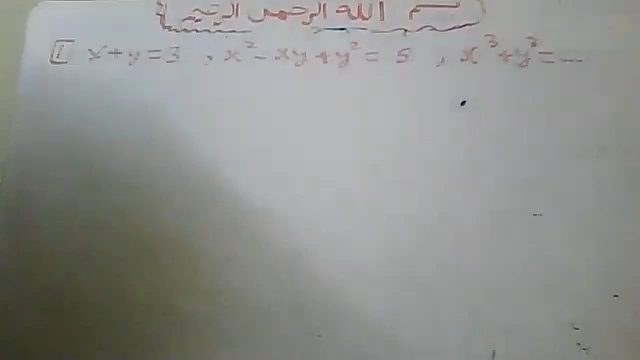 بسم الله الرحمن الرحيم
1 x+y=3 , x²-xy+y²= 5 , x³+y³=---